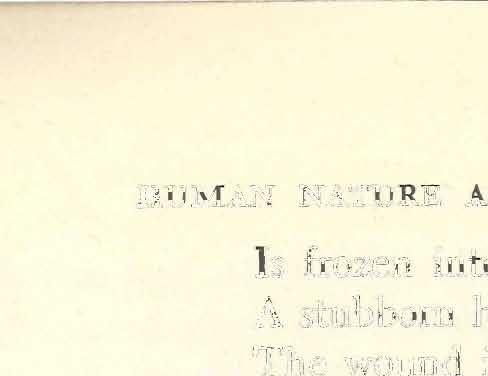 HUMAN NATURE
Is frozen
A stubborn
The wound